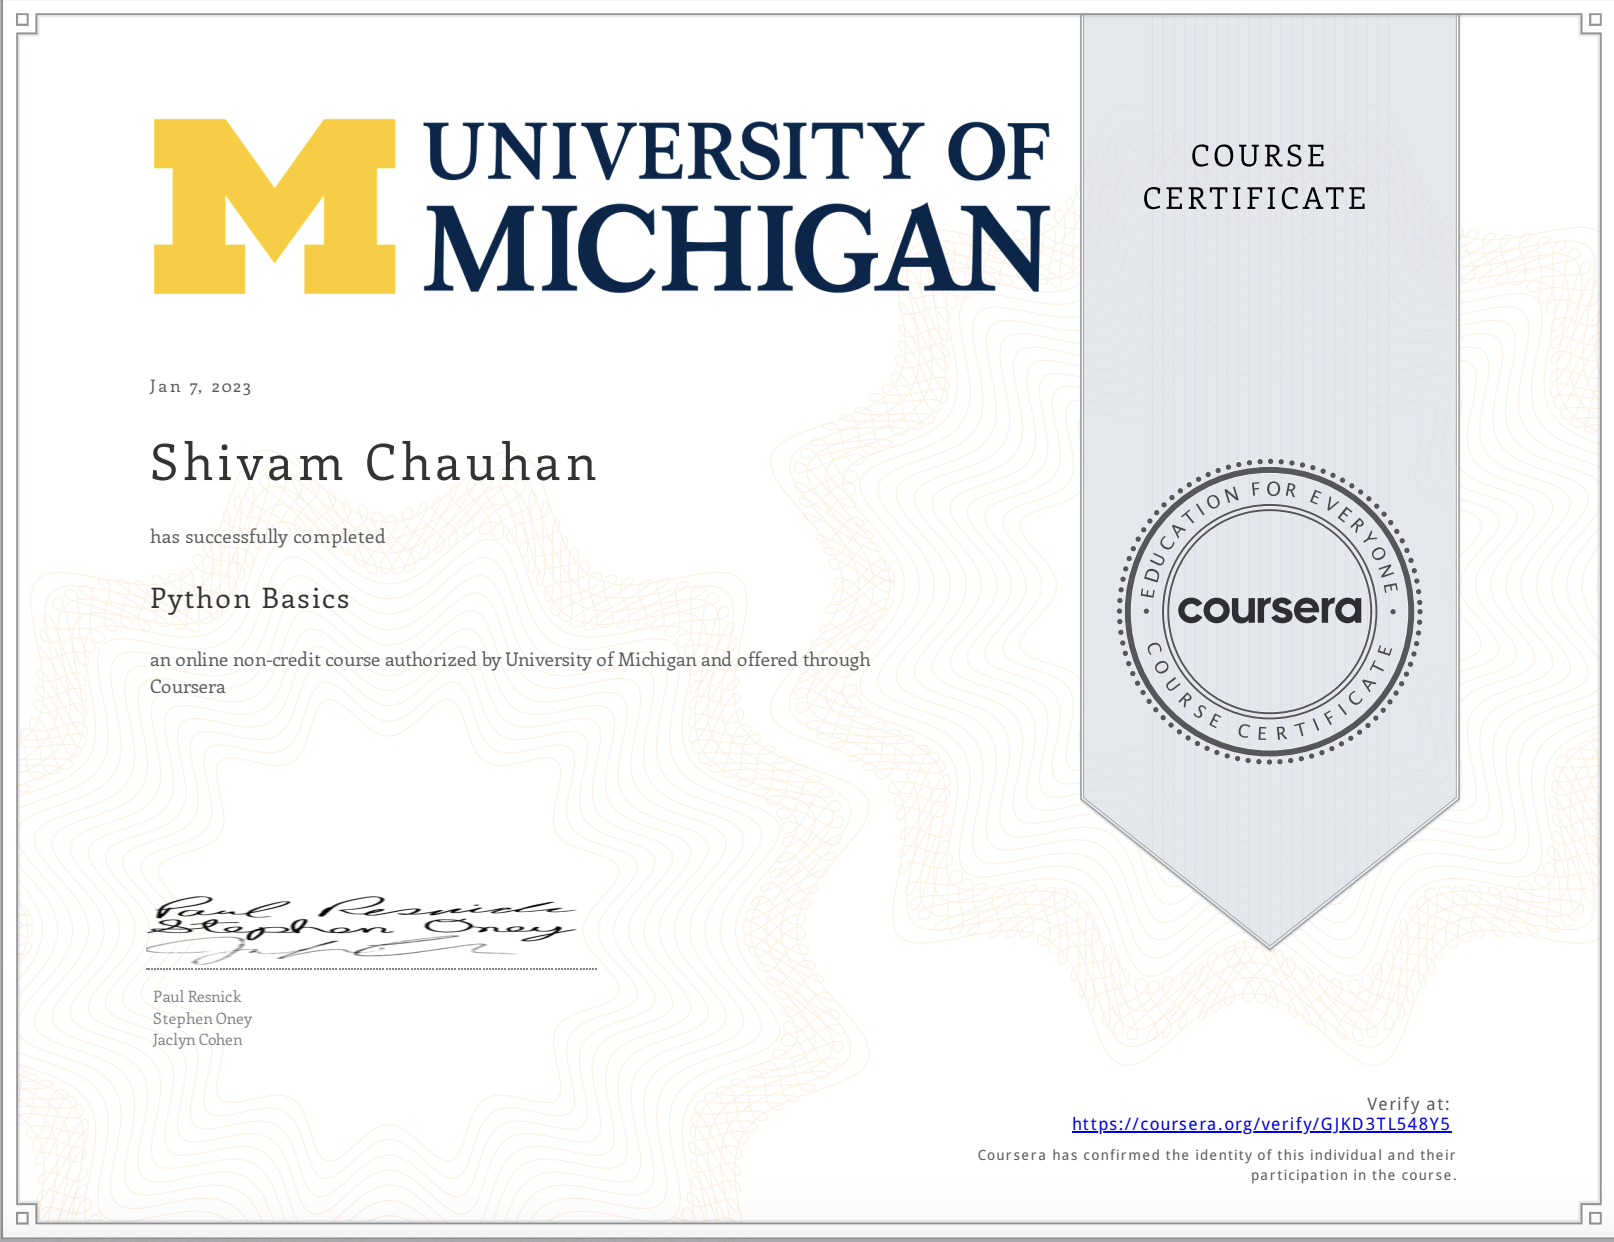 UNIVERSITY OF
MICHIGAN
COURSE
CERTIFICATE
Jan 7, 2023
Shivam Chauhan
has successfully completed
Python Basics
an online non-credit course authorized by University of Michigan and offered through
Coursera
EDUCATION FOR EVERYONE
coursera
COURSE CERTIFICATE
Paul Resnick
Stephen Oney
Paul Resnick
Stephen Oney
Jaclyn Cohen
Verify at:
https://coursera.org/verify/GJKD3TL548Y5
Coursera has confirmed the identity of this individual and their
participation in the course.